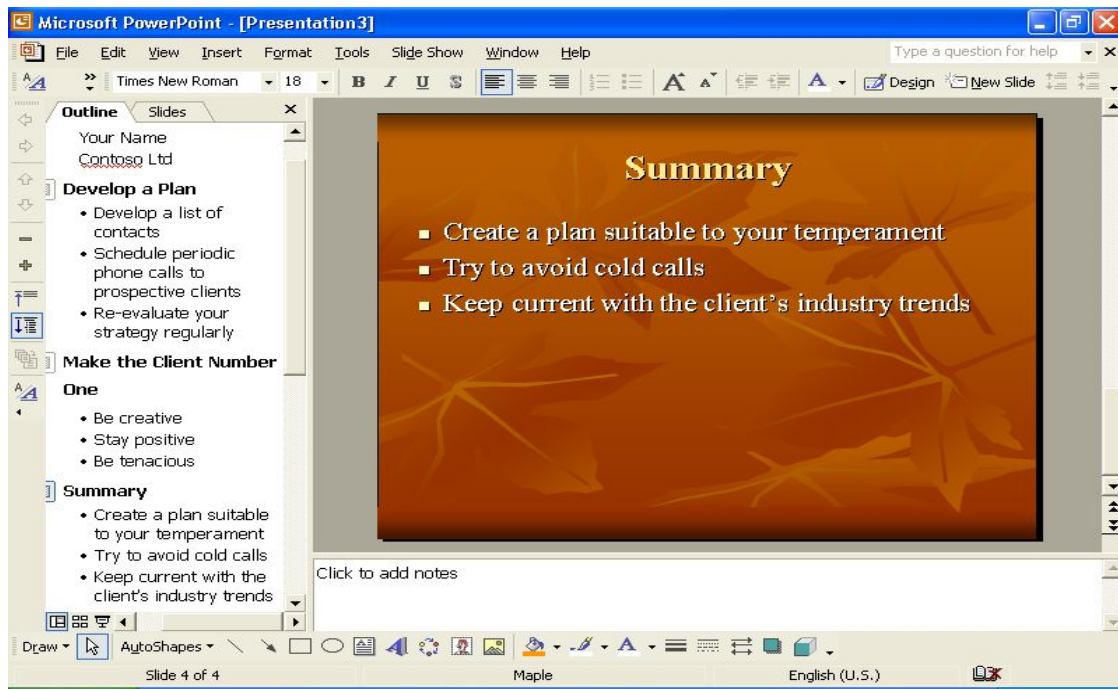 Microsoft PowerPoint - [Presentation3]
File Edit View Insert Format Tools Slide Show Window Help Type a question for help
Times New Roman 18 B I U S A A A Design New Slide
Outline Slides
Your Name
Contoso Ltd
Develop a Plan
• Develop a list of
contacts
• Schedule periodic
phone calls to
prospective clients
• Re-evaluate your
strategy regularly
Make the Client Number
One
• Be creative
• Stay positive
• Be tenacious
Summary
• Create a plan suitable
to your temperament
• Try to avoid cold calls
• Keep current with the
client's industry trends
Summary
Create a plan suitable to your temperament
Try to avoid cold calls
Keep current with the client’s industry trends
Click to add notes
Draw AutoShapes A A
Slide 4 of 4 Maple English (U.S.)